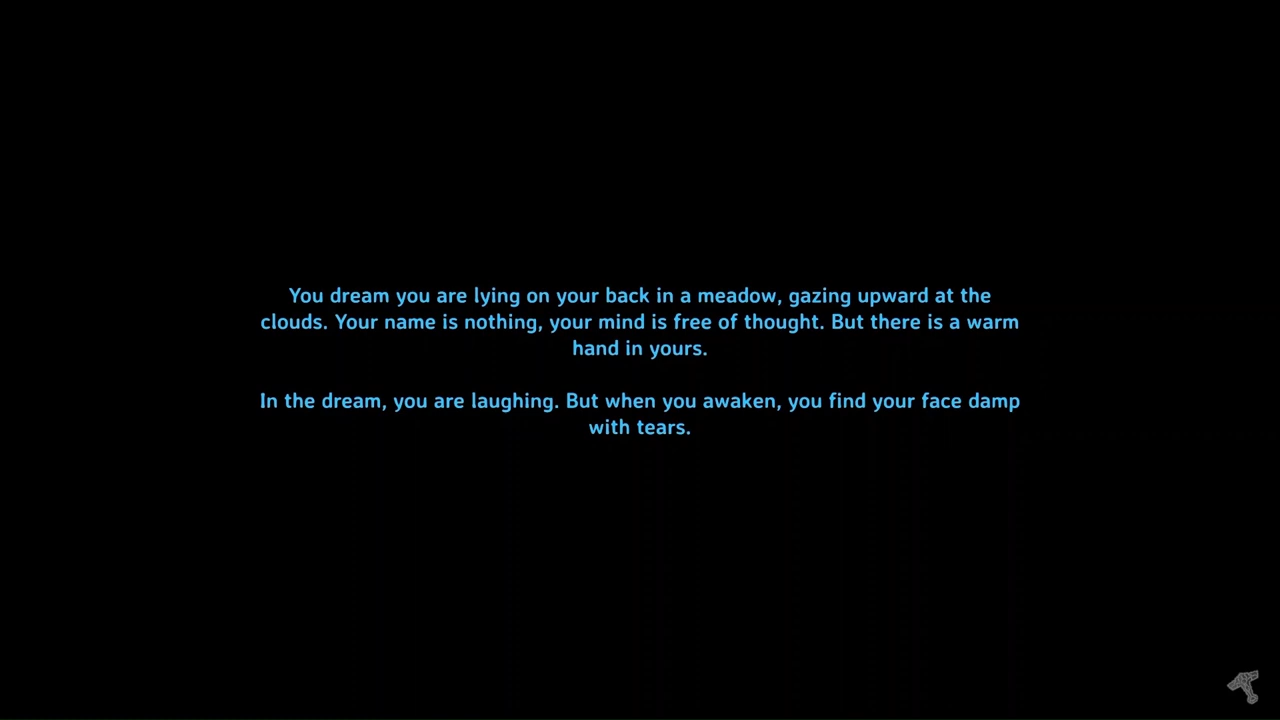 You dream you are lying on your back in a meadow, gazing upward at the
clouds. Your name is nothing, your mind is free of thought. But there is a warm
hand in yours.
In the dream, you are laughing. But when you awaken, you find your face damp
with tears.